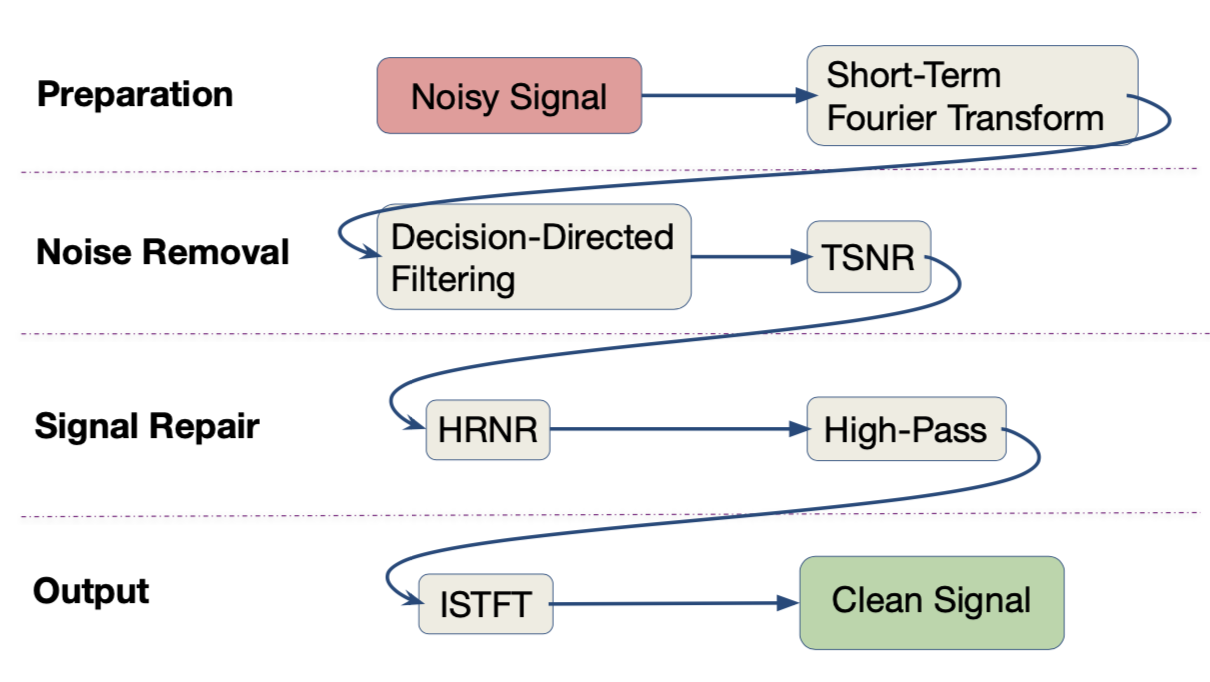 Preparation
Noisy Signal
Short-Term
Fourier Transform
Noise Removal
Decision-Directed
Filtering
TSNR
Signal Repair
HRNR
High-Pass
Output
ISTFT
Clean Signal